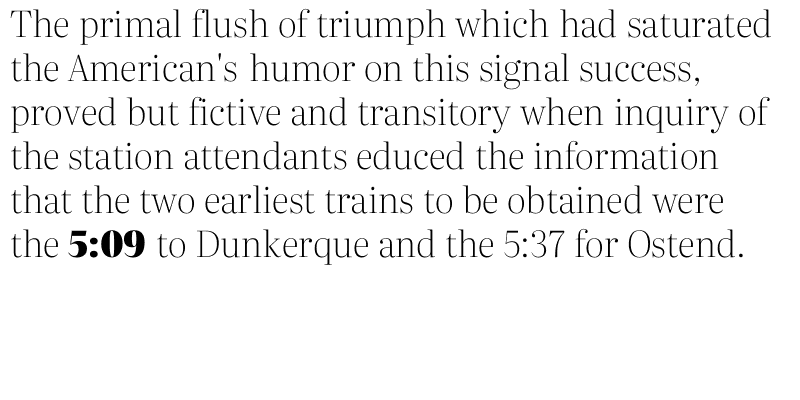 The primal flush of triumph which had saturated
the American's humor on this signal success,
proved but fictive and transitory when inquiry of
the station attendants educed the information
that the two earliest trains to be obtained were
the 5:09 to Dunkerque and the 5:37 for Ostend.